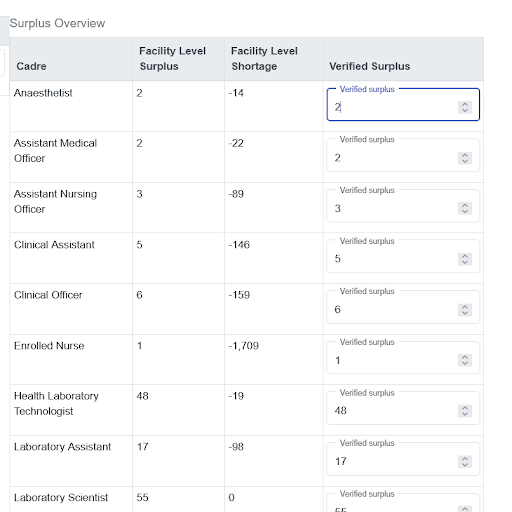 Surplus Overview
Cadre
Facility Level Surplus
Facility Level Shortage
Verified Surplus
Anaesthetist
2
-14
Verified surplus
2
Assistant Medical Officer
2
-22
Verified surplus
2
Assistant Nursing Officer
3
-89
Verified surplus
3
Clinical Assistant
5
-146
Verified surplus
5
Clinical Officer
6
-159
Verified surplus
6
Enrolled Nurse
1
-1,709
Verified surplus
1
Health Laboratory Technologist
48
-19
Verified surplus
48
Laboratory Assistant
17
-98
Verified surplus
17
Laboratory Scientist
55
0
Verified surplus
55